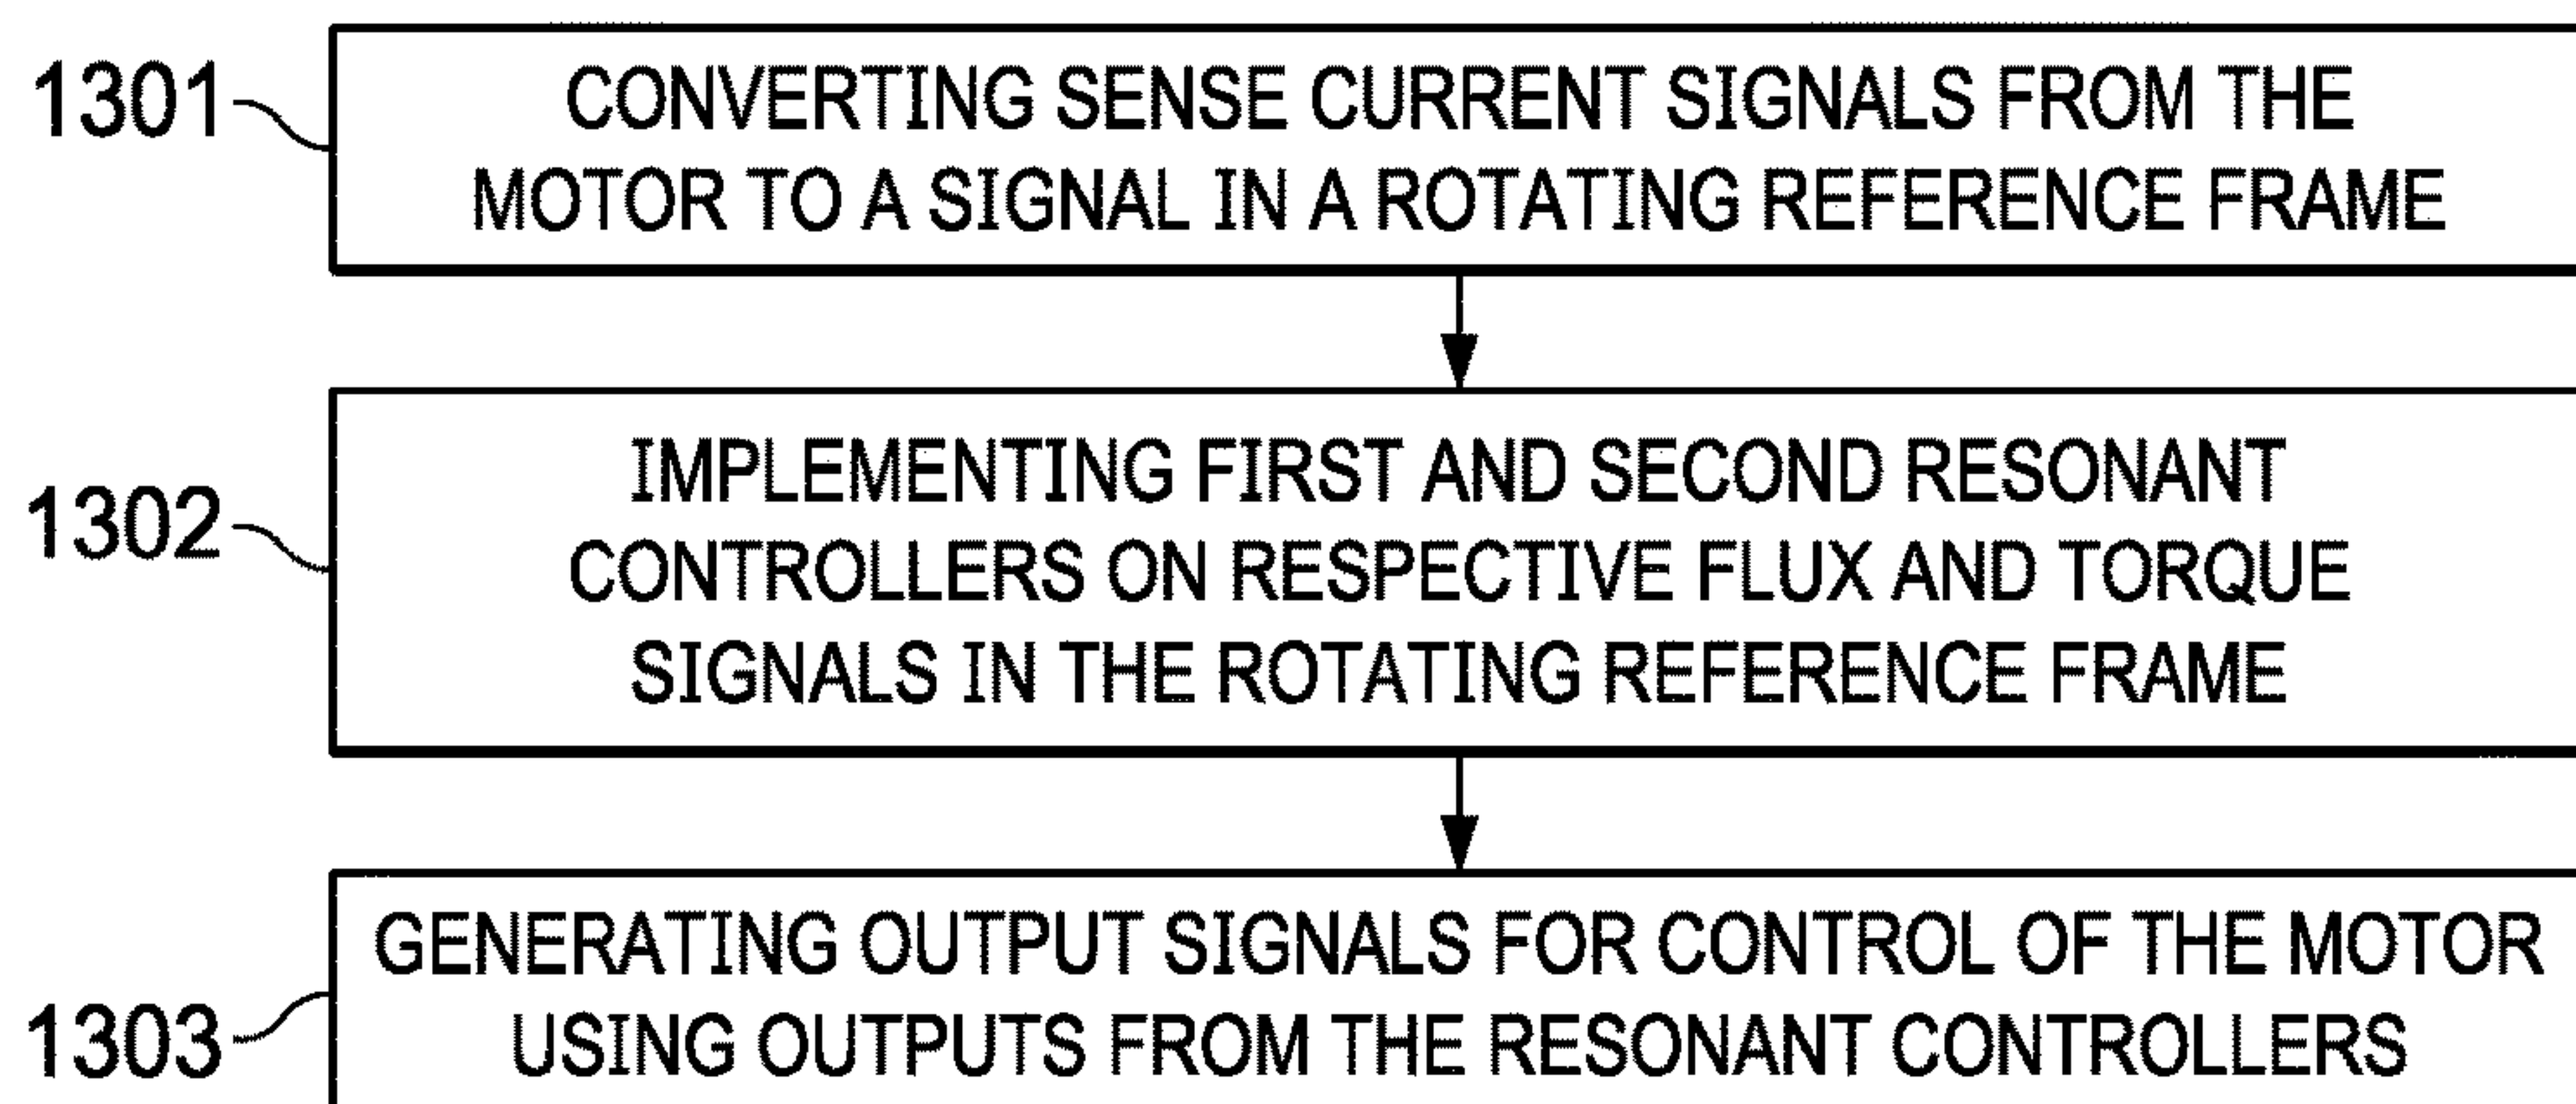 1301
CONVERTING SENSE CURRENT SIGNALS FROM THE
MOTOR TO A SIGNAL IN A ROTATING REFERENCE FRAME
1302
IMPLEMENTING FIRST AND SECOND RESONANT
CONTROLLERS ON RESPECTIVE FLUX AND TORQUE
SIGNALS IN THE ROTATING REFERENCE FRAME
1303
GENERATING OUTPUT SIGNALS FOR CONTROL OF THE MOTOR
USING OUTPUTS FROM THE RESONANT CONTROLLERS